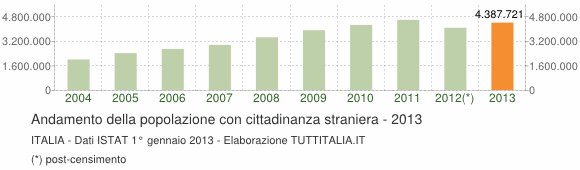 4.387.721
4.800.000 4.800.000
3.200.000 3.200.000
1.600.000 1.600.000
0 0
2004 2005 2006 2007 2008 2009 2010 2011 2012(*) 2013
Andamento della popolazione con cittadinanza straniera - 2013
ITALIA - Dati ISTAT 1° gennaio 2013 - Elaborazione TUTTITALIA.IT
(*) post-censimento